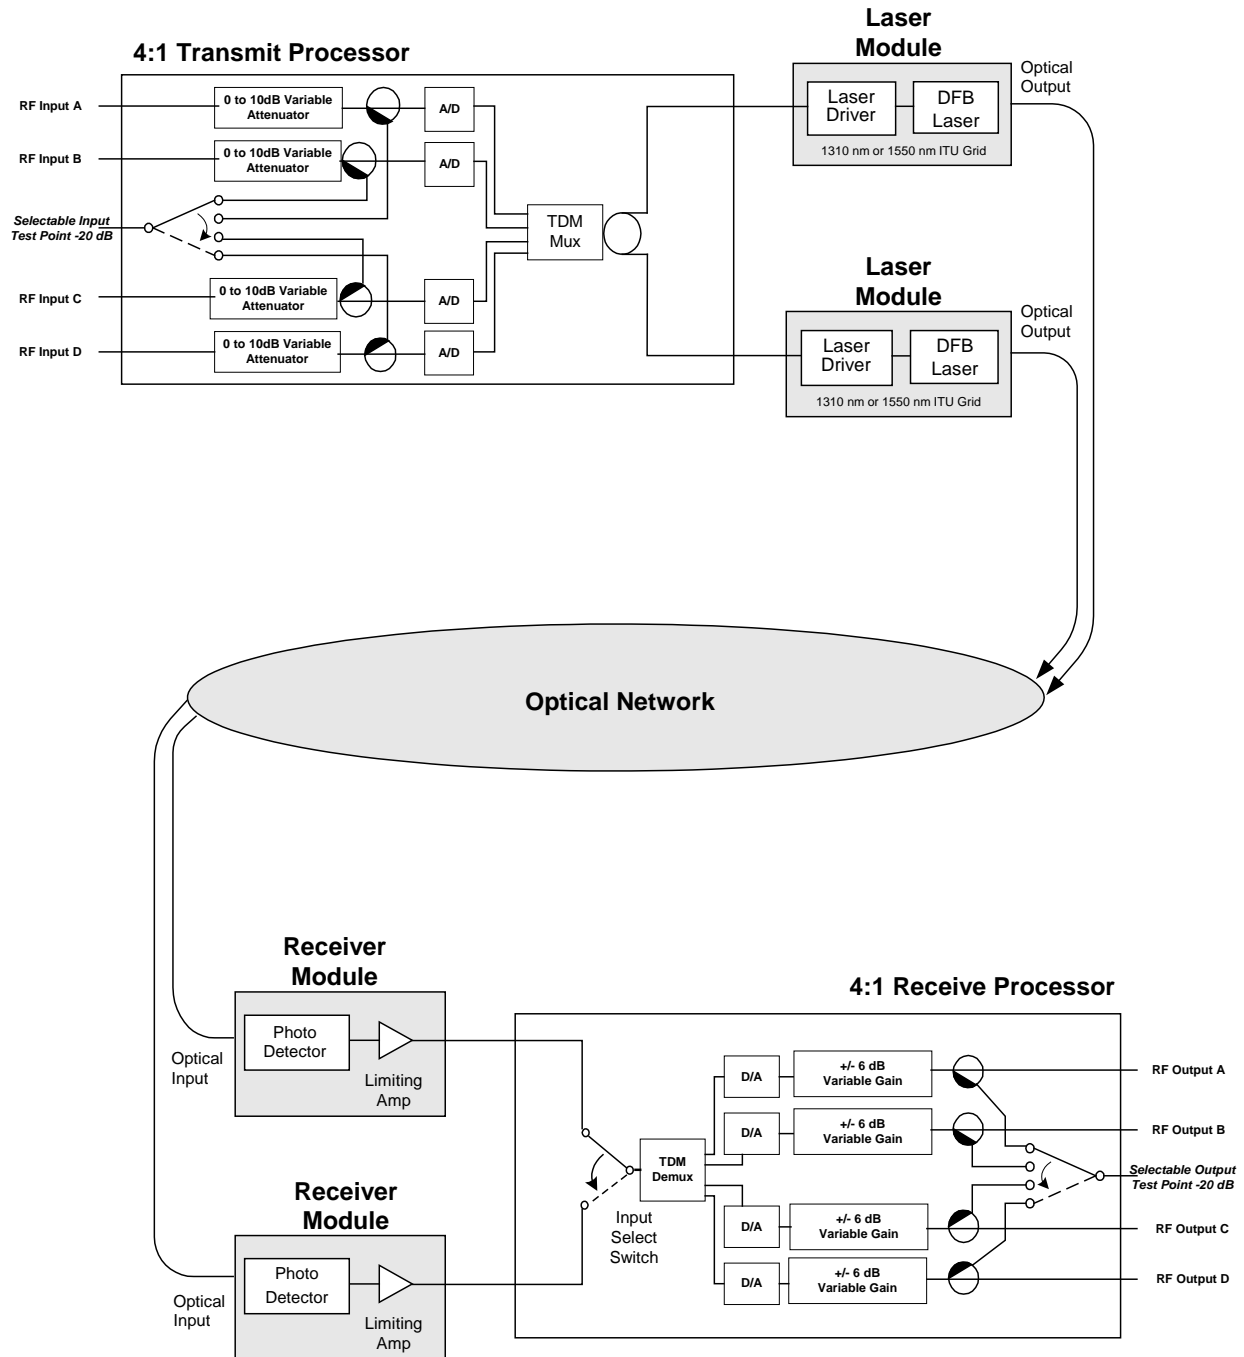 Laser
Module
4:1 Transmit Processor
Optical
Output
RF Input A
0 to 10dB Variable
Attenuator
A/D
Laser
Driver
DFB
Laser
1310 nm or 1550 nm ITU Grid
RF Input B
0 to 10dB Variable
Attenuator
A/D
Selectable Input
Test Point -20 dB
TDM
Mux
Laser
Module
RF Input C
0 to 10dB Variable
Attenuator
A/D
Optical
Output
RF Input D
0 to 10dB Variable
Attenuator
A/D
Laser
Driver
DFB
Laser
1310 nm or 1550 nm ITU Grid
Optical Network
Receiver
Module
4:1 Receive Processor
Photo
Detector
Optical
Input
Limiting
Amp
D/A
+/- 6 dB
Variable Gain
RF Output A
D/A
+/- 6 dB
Variable Gain
RF Output B
TDM
Demux
Selectable Output
Test Point -20 dB
Receiver
Module
Input
Select
Switch
D/A
+/- 6 dB
Variable Gain
RF Output C
D/A
+/- 6 dB
Variable Gain
RF Output D
Photo
Detector
Optical
Input
Limiting
Amp